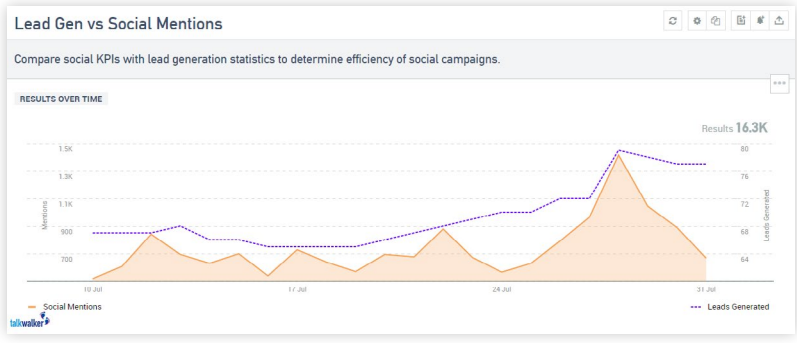 Lead Gen vs Social Mentions
Compare social KPIs with lead generation statistics to determine efficiency of social campaigns.
RESULTS OVER TIME
Results 16.3K
1.5K
80
1.3K
76
1.1K
72
900
68
700
64
Mentions
Leads Generated
10 Jul
17 Jul
24 Jul
31 Jul
Social Mentions
Leads Generated
talkwalker